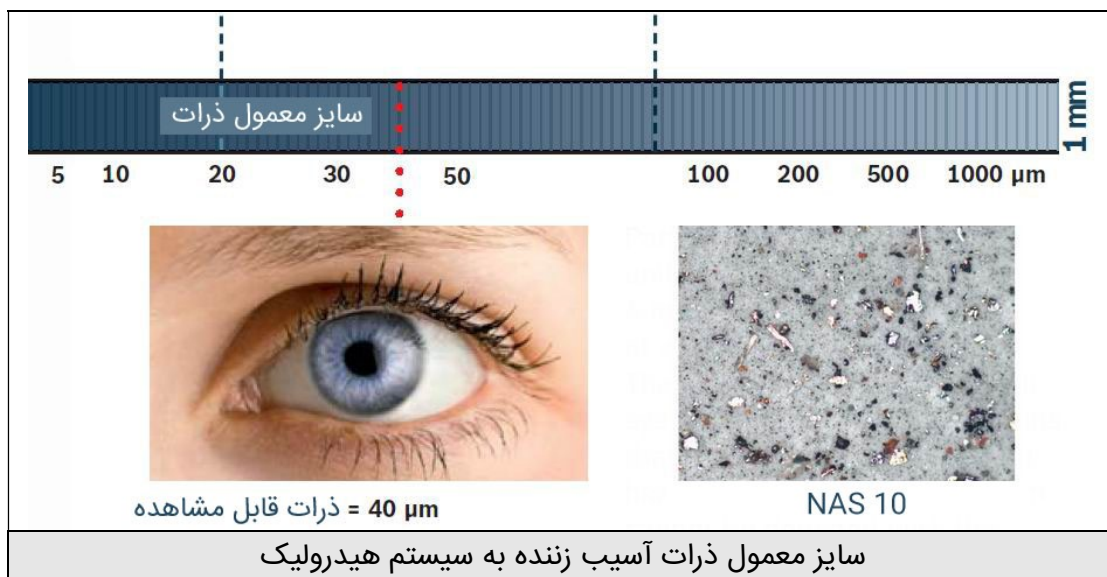 سایز معمول ذرات
1 mm
5 10 20 30 50 100 200 500 1000 µm
ذرات قابل مشاهده = 40 µm
NAS 10
سایز معمول ذرات آسیب زننده به سیستم هیدرولیک